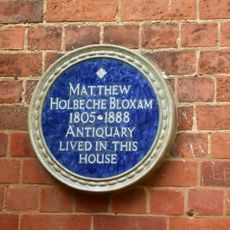 Matthew
Holbeche Bloxam
1805 1888
Antiquary
lived in this
house